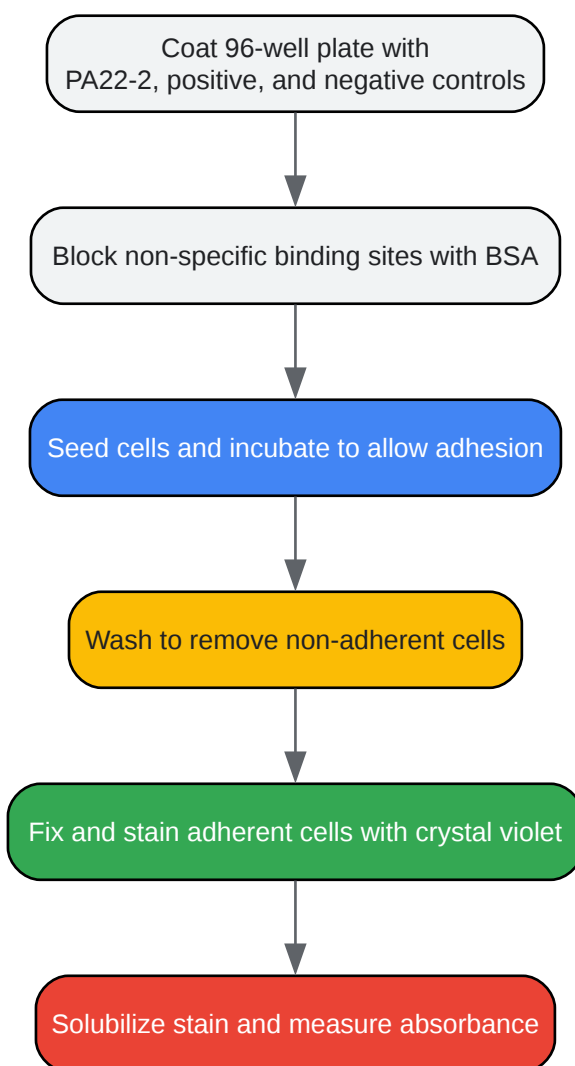 Coat 96-well plate with
PA22-2, positive, and negative controls
Block non-specific binding sites with BSA
Seed cells and incubate to allow adhesion
Wash to remove non-adherent cells
Fix and stain adherent cells with crystal violet
Solubilize stain and measure absorbance